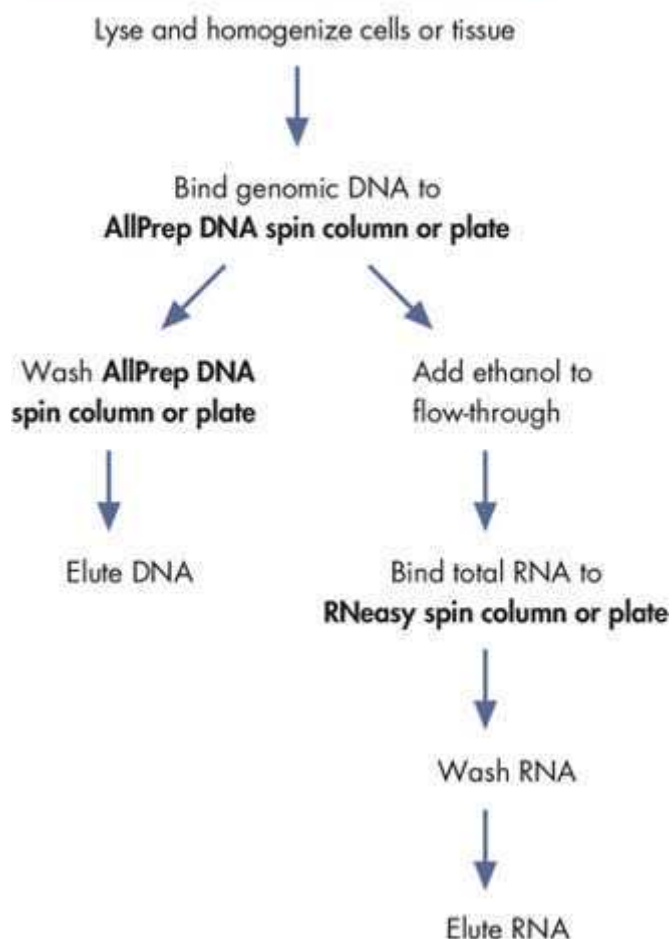 Lyse and homogenize cells or tissue
Bind genomic DNA to
AllPrep DNA spin column or plate
Wash AllPrep DNA
spin column or plate
Elute DNA
Add ethanol to
flow-through
Bind total RNA to
RNeasy spin column or plate
Wash RNA
Elute RNA